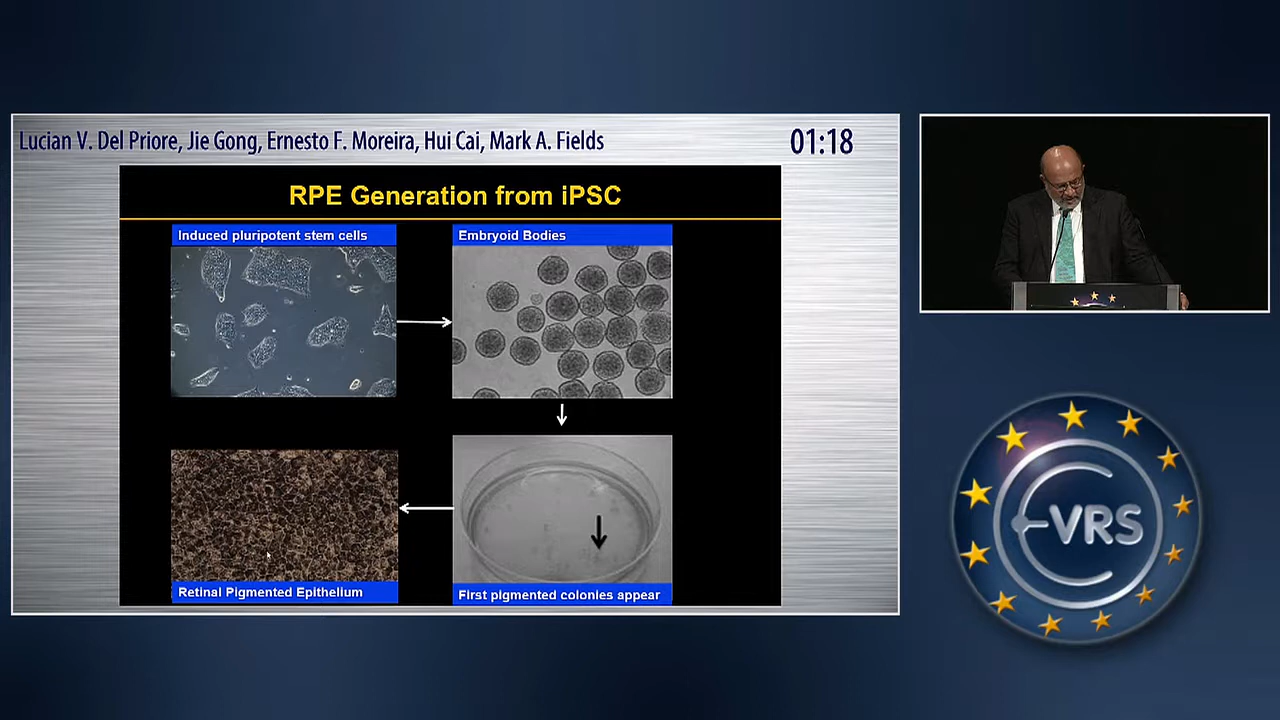 Lucian V. Del Priore, Jie Gong, Ernesto F. Moreira, Hui Cai, Mark A. Fields
01:18
RPE Generation from iPSC
Induced pluripotent stem cells
Embryoid Bodies
Retinal Pigmented Epithelium
First pigmented colonies appear
EVRS